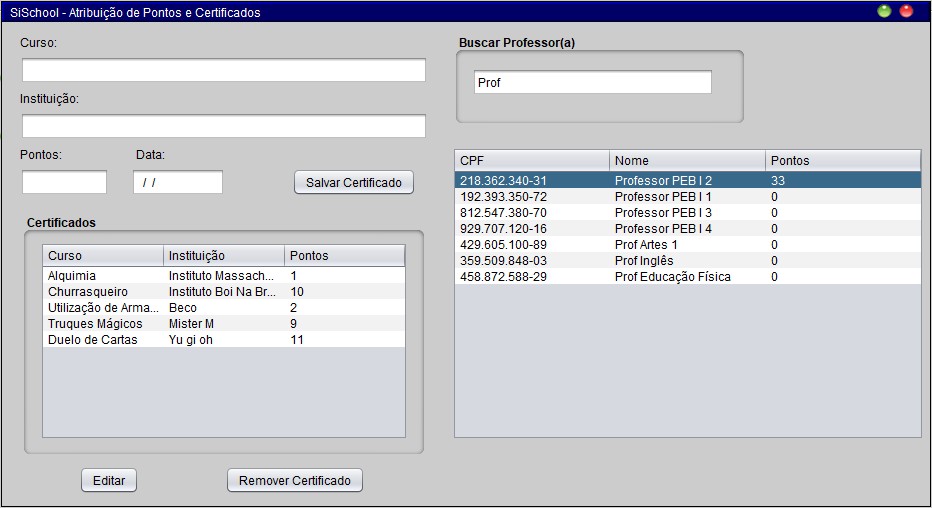 SiSchool - Atribuição de Pontos e Certificados
Curso:
Instituição:
Pontos: Data:
/ /
Salvar Certificado
Certificados
Curso Instituição Pontos
Alquimia Instituto Massach... 1
Churrasqueiro Instituto Boi Na Br... 10
Utilização de Arma... Beco 2
Truques Mágicos Mister M 9
Duelo de Cartas Yu gi oh 11
Editar Remover Certificado
Buscar Professor(a)
Prof
CPF Nome Pontos
218.362.340-31 Professor PEB I 2 33
192.393.350-72 Professor PEB I 1 0
812.547.380-70 Professor PEB I 3 0
929.707.120-16 Professor PEB I 4 0
429.605.100-89 Prof Artes 1 0
359.509.848-03 Prof Inglês 0
458.872.588-29 Prof Educação Física 0